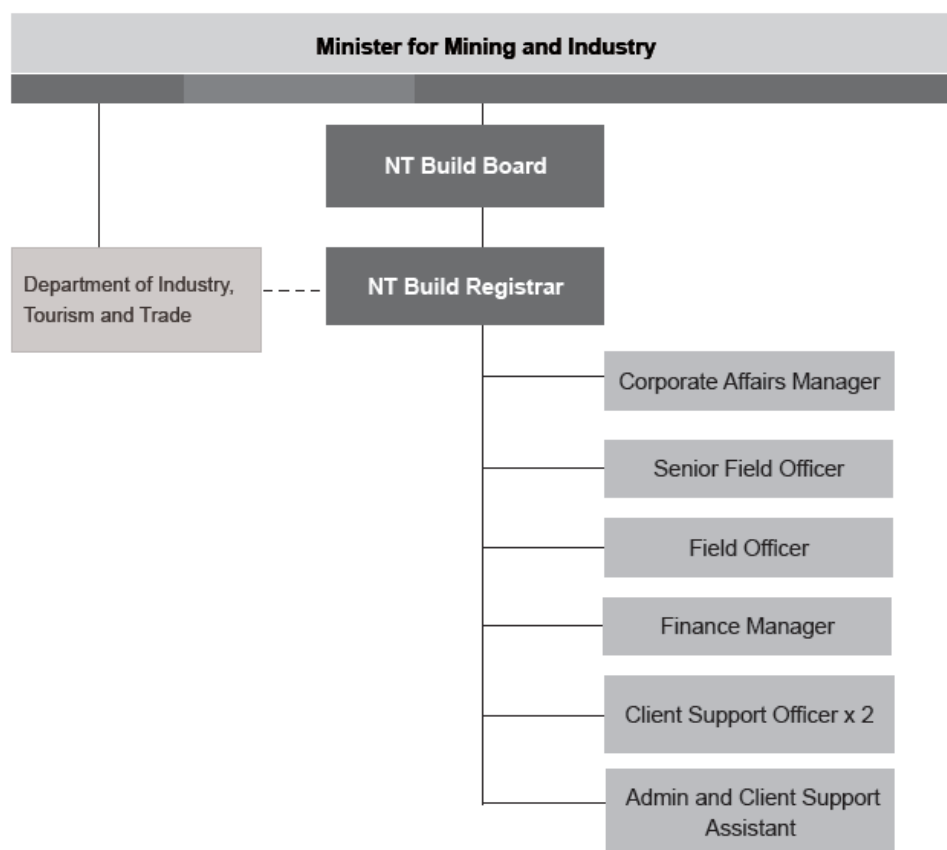 Minister for Mining and Industry
NT Build Board
Department of Industry,
Tourism and Trade
NT Build Registrar
Corporate Affairs Manager
Senior Field Officer
Field Officer
Finance Manager
Client Support Officer x 2
Admin and Client Support
Assistant